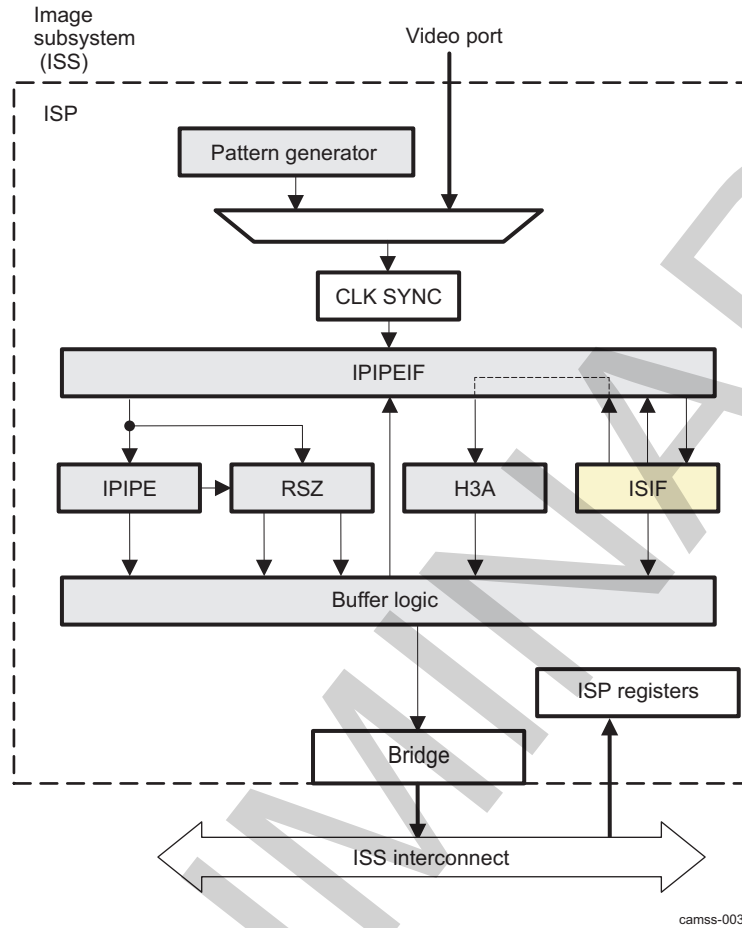 Image
subsystem
(ISS)
Video port
ISP
Pattern generator
CLK SYNC
IPIPEIF
IPIPE
RSZ
H3A
ISIF
Buffer logic
ISP registers
Bridge
ISS interconnect
camss-003